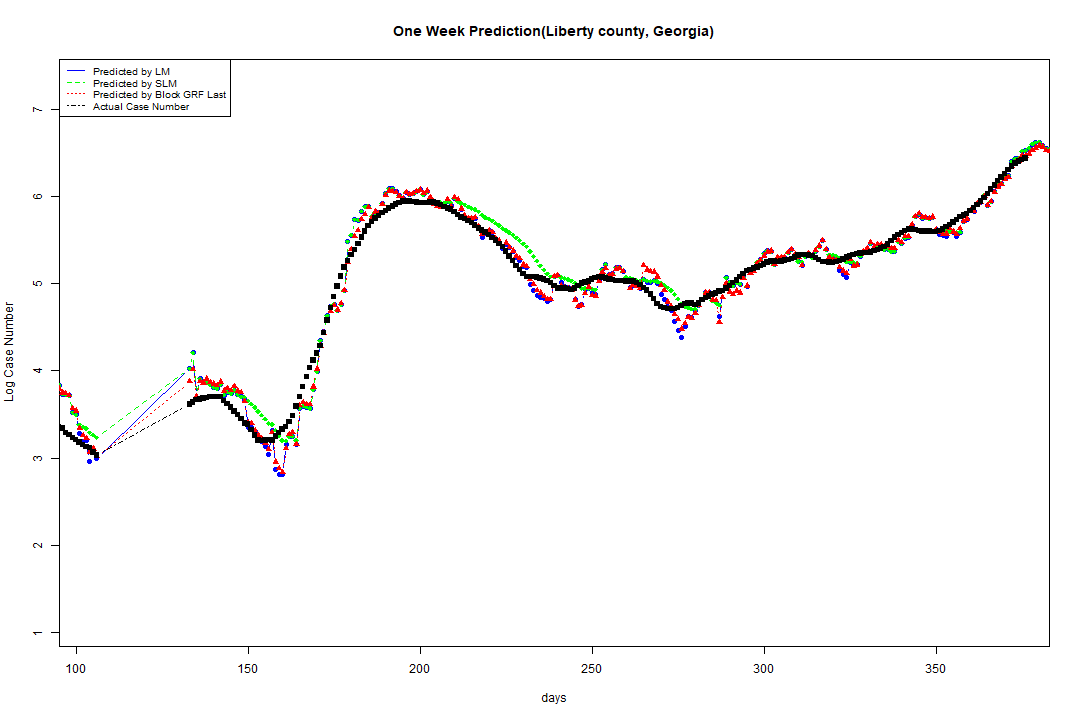 One Week Prediction(Liberty county, Georgia)
Predicted by LM
Predicted by SLM
Predicted by Block GRF Last
Actual Case Number
7
6
5
4
3
2
1
Log Case Number
100 150 200 250 300 350
days